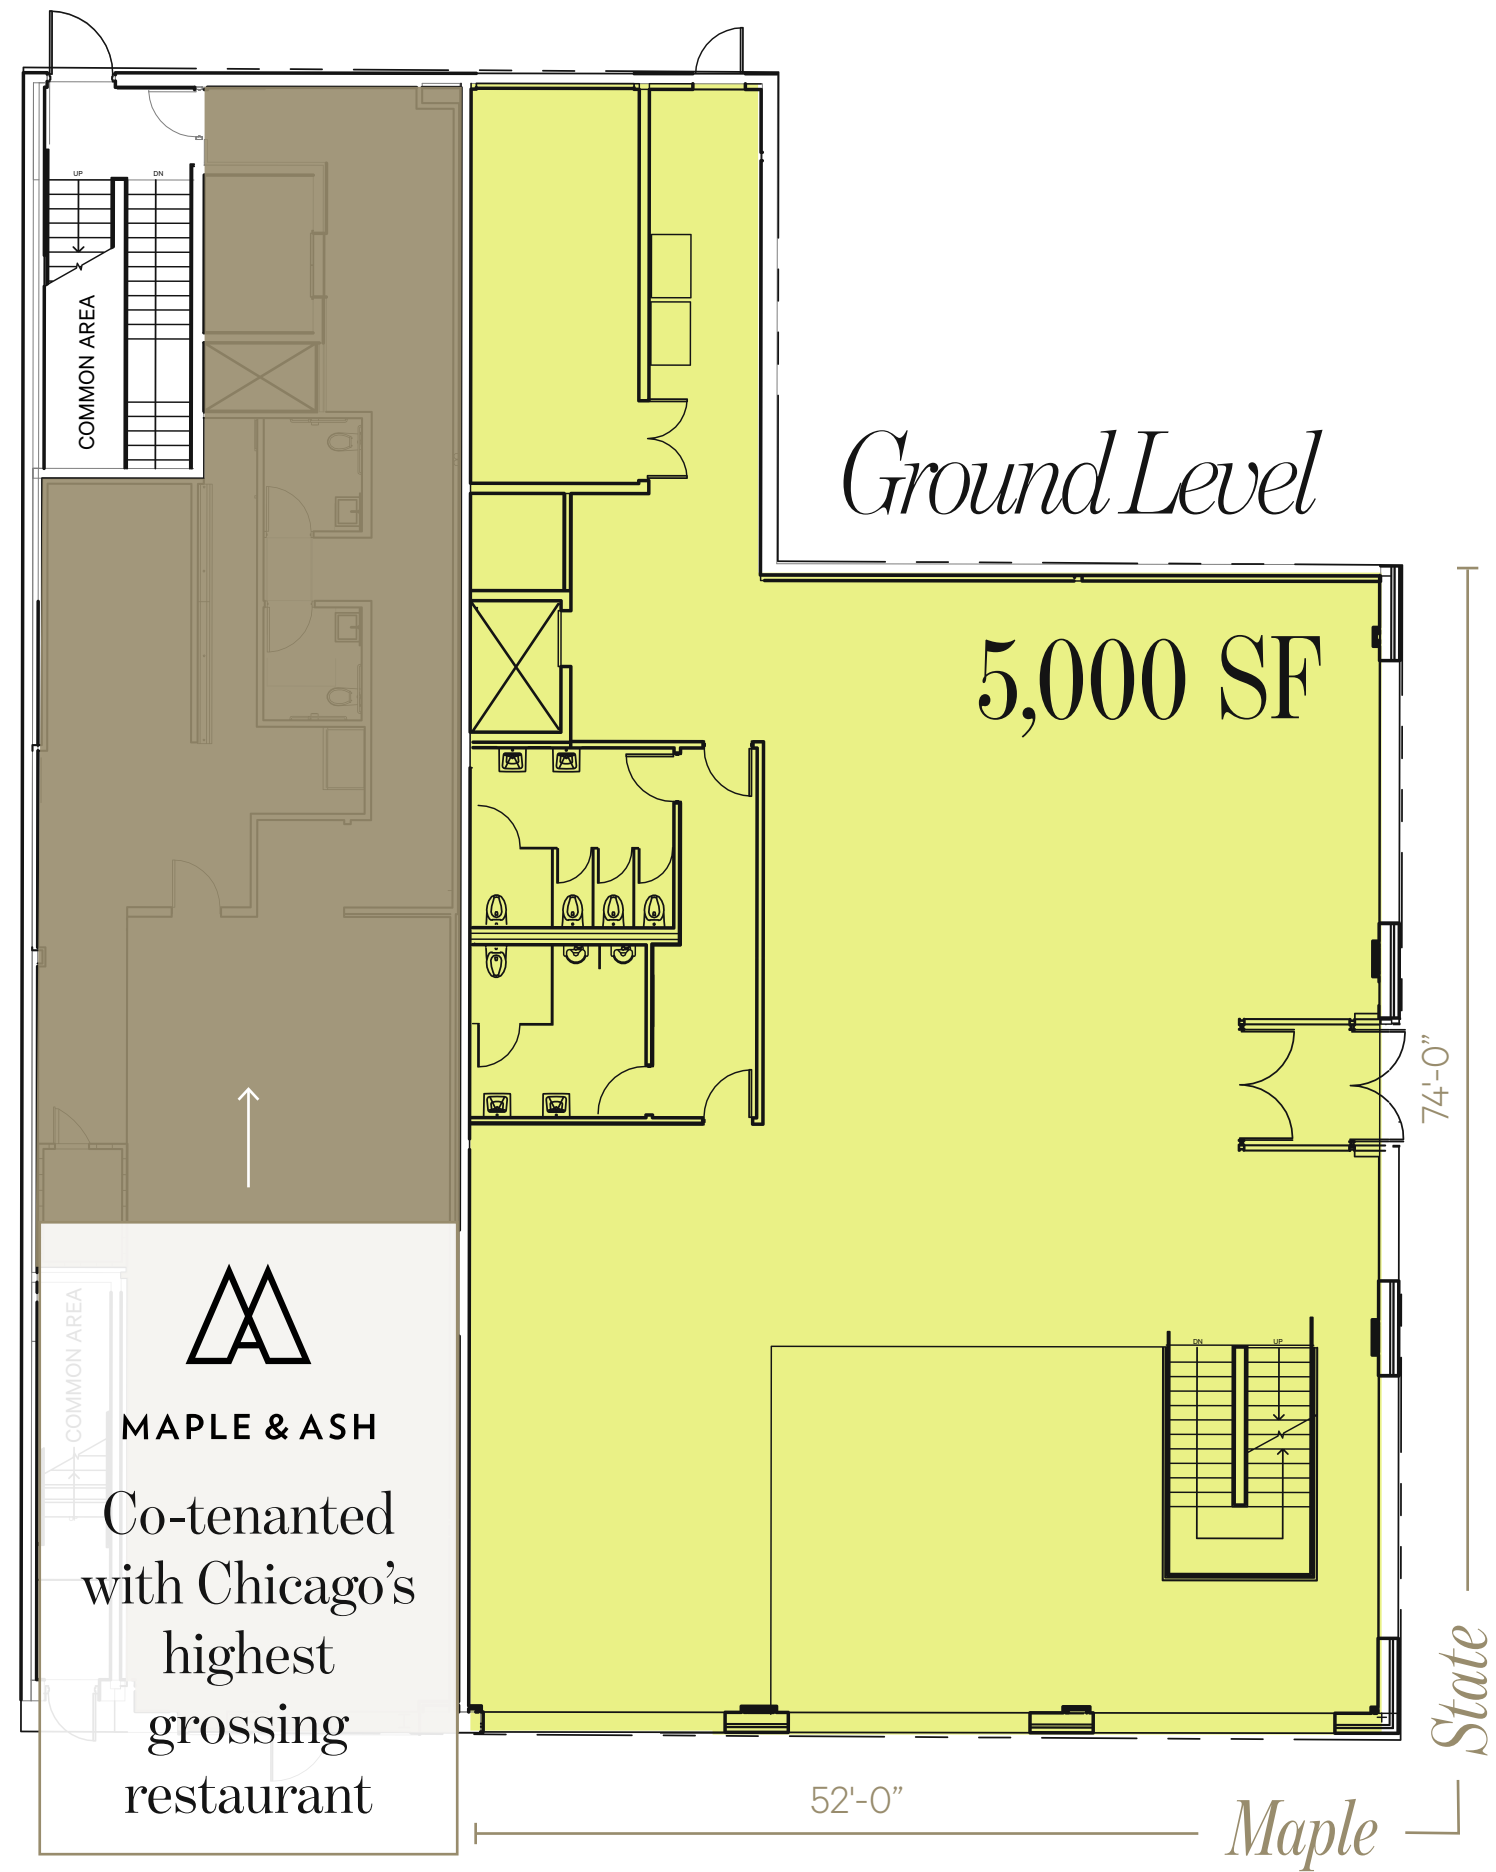 UP
DN
COMMON AREA
Ground Level
5,000 SF
74'-0”
DN
UP
COMMON AREA
MAPLE & ASH
Co-tenanted
with Chicago’s
highest
grossing
restaurant
52'-0”
Maple
State